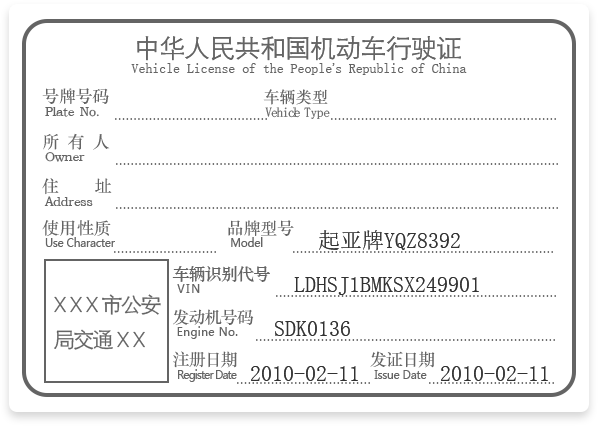 中华人民共和国机动车行驶证
Vehicle License of the People's Republic of China
号牌号码 车辆类型
Plate No. Vehicle Type
所有人
Owner
住址
Address
使用性质 品牌型号 起亚牌YQZ8392
Use Character Model
车辆识别代号 LDHSJ1BMKSX249901
VIN
XXX市公安
局交通XX
发动机号码 SDK0136
Engine No.
注册日期 2010-02-11 发证日期 2010-02-11
Register Date Issue Date